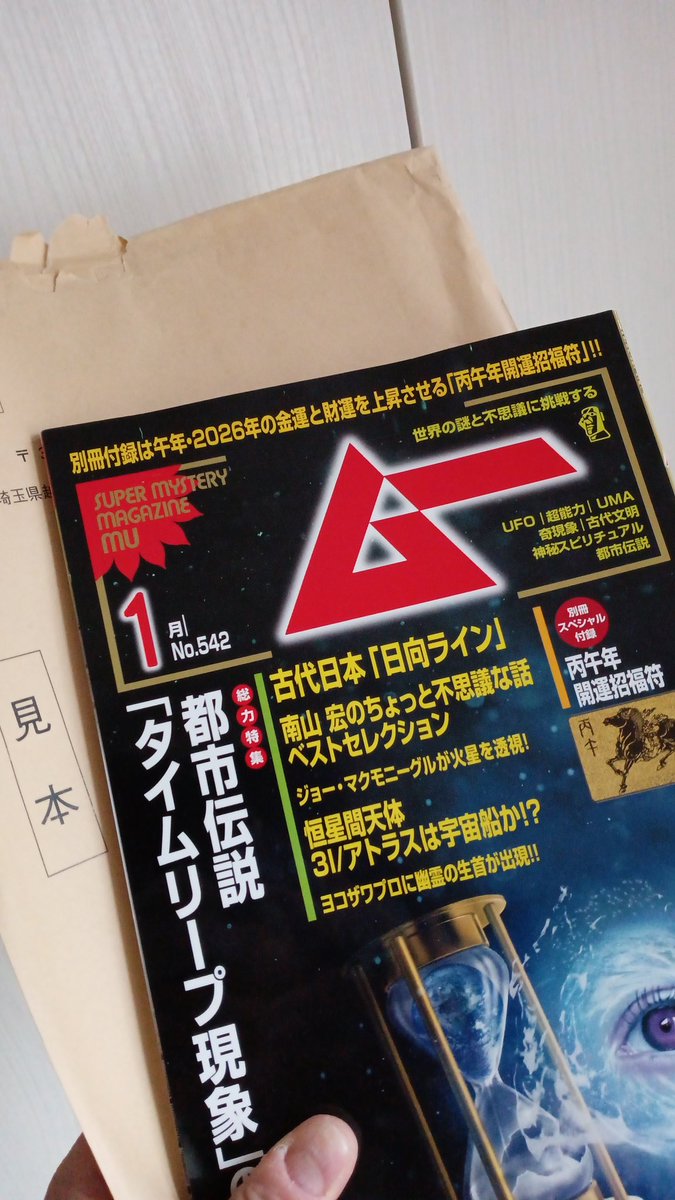 別冊付録は午年・2026年の金運と財運を上昇させる「丙午年開運招福符」!!
世界の謎と不思議に挑戦する
SUPER MYSTERY
MAGAZINE
MU
ムー
UFO|超能力|UMA
奇現象|古代文明
神秘スピリチュアル
都市伝説
1月
No.542
別冊
スペシャル
付録
丙午年
開運招福符
丙午
古代日本「日向ライン」
南山 宏のちょっと不思議な話
ベストセレクション
ジョー・マクモニーグルが火星を透視!
恒星間天体
3I/アトラスは宇宙船か!?
ヨコザワプロに幽霊の生首が出現!!
総力特集
都市伝説
「タイムリープ現象」の
〒3
埼玉県
見本